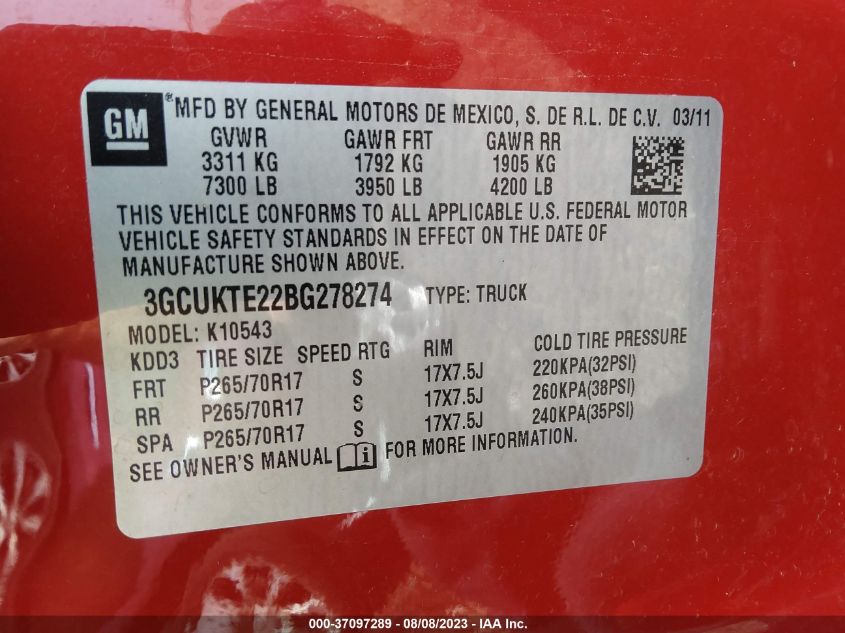 GM
® MFD BY GENERAL MOTORS DE MEXICO, S. DE R.L. DE C.V. 03/11
GVWR GAWR FRT GAWR RR
3311 KG 1792 KG 1905 KG
7300 LB 3950 LB 4200 LB
THIS VEHICLE CONFORMS TO ALL APPLICABLE U.S. FEDERAL MOTOR
VEHICLE SAFETY STANDARDS IN EFFECT ON THE DATE OF
MANUFACTURE SHOWN ABOVE.
3GCUKTE22BG278274 TYPE: TRUCK
MODEL: K10543
KDD3 TIRE SIZE SPEED RTG RIM COLD TIRE PRESSURE
FRT P265/70R17 S 17X7.5J 220KPA(32PSI)
RR P265/70R17 S 17X7.5J 260KPA(38PSI)
SPA P265/70R17 S 17X7.5J 240KPA(35PSI)
SEE OWNER'S MANUAL i FOR MORE INFORMATION.
000-37097289 - 08/08/2023 - IAA Inc.